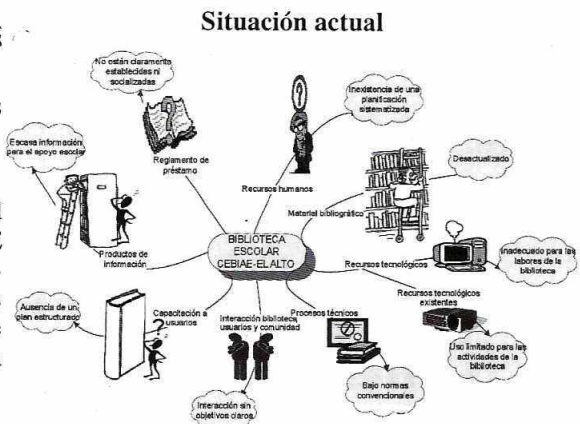 Situación actual
No están claramente
establecidas ni
socializadas
Inexistencia de una
planificación
sistematizada
Escasa información
para el apoyo escolar
Reglamento de
préstamo
Recursos humanos
Desactualizado
Material bibliográfico
BIBLIOTECA
ESCOLAR
CEBIAE-EL ALTO
Productos de
información
Recursos tecnológicos
Inadecuado para las
labores de la
biblioteca
Recursos tecnológicos
existentes
Ausencia de un
plan estructurado
Capacitación a
usuarios
Interacción biblioteca,
usuarios y comunidad
Procesos técnicos
Uso limitado para las
actividades de la
biblioteca
Bajo normas
convencionales
Interacción sin
objetivos claros